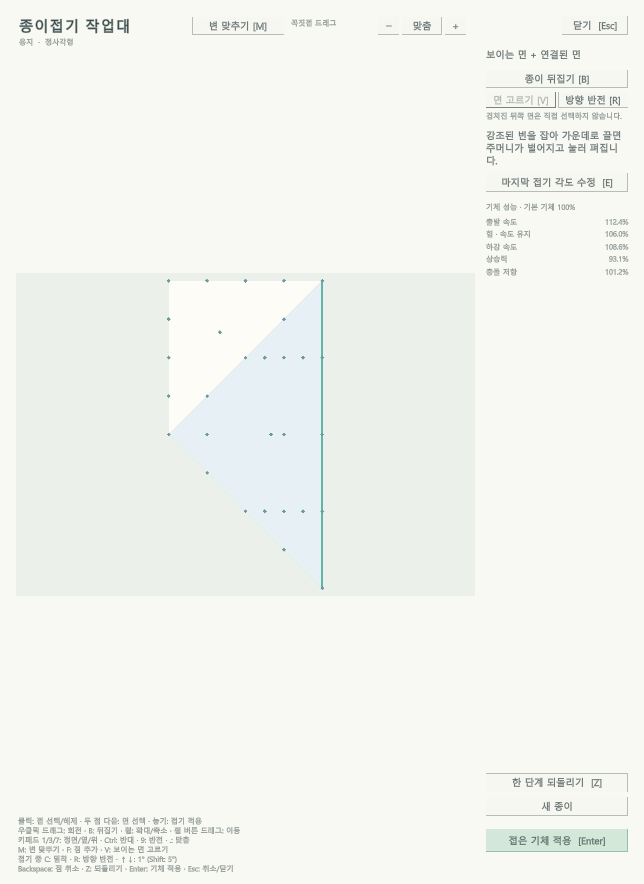 종이접기 작업대
용지 · 정사각형
변 맞추기 [M]
꼭짓점 드래그
−
맞춤
+
닫기 [Esc]
보이는 면 + 연결된 면
종이 뒤집기 [B]
면 고르기 [V]
방향 반전 [R]
겹쳐진 뒤쪽 면은 직접 선택하지 않습니다.
강조된 변을 잡아 가운데로 끌면
주머니가 벌어지고 눌러 펴집니
다.
마지막 접기 각도 수정 [E]
기체 성능 · 기본 기체 100%
출발 속도 112.4%
힘 · 속도 유지 106.0%
하강 속도 108.6%
상승력 93.1%
충돌 저항 101.2%
한 단계 되돌리기 [Z]
새 종이
접은 기체 적용 [Enter]
클릭: 점 선택/해제 · 두 점 다음: 면 선택 · 놓기: 접기 적용
우클릭 드래그: 회전 · B: 뒤집기 · 휠: 확대/축소 · 휠 버튼 드래그: 이동
키패드 1/3/7: 정면/옆/위 · Ctrl: 반대 · 9: 반전 · .: 맞춤
M: 변 맞추기 · F: 점 추가 · V: 보이는 면 고르기
접기 중 C: 밀착 · R: 방향 반전 · ↑ ↓: 1° (Shift: 5°)
Backspace: 점 취소 · Z: 되돌리기 · Enter: 기체 적용 · Esc: 취소/닫기